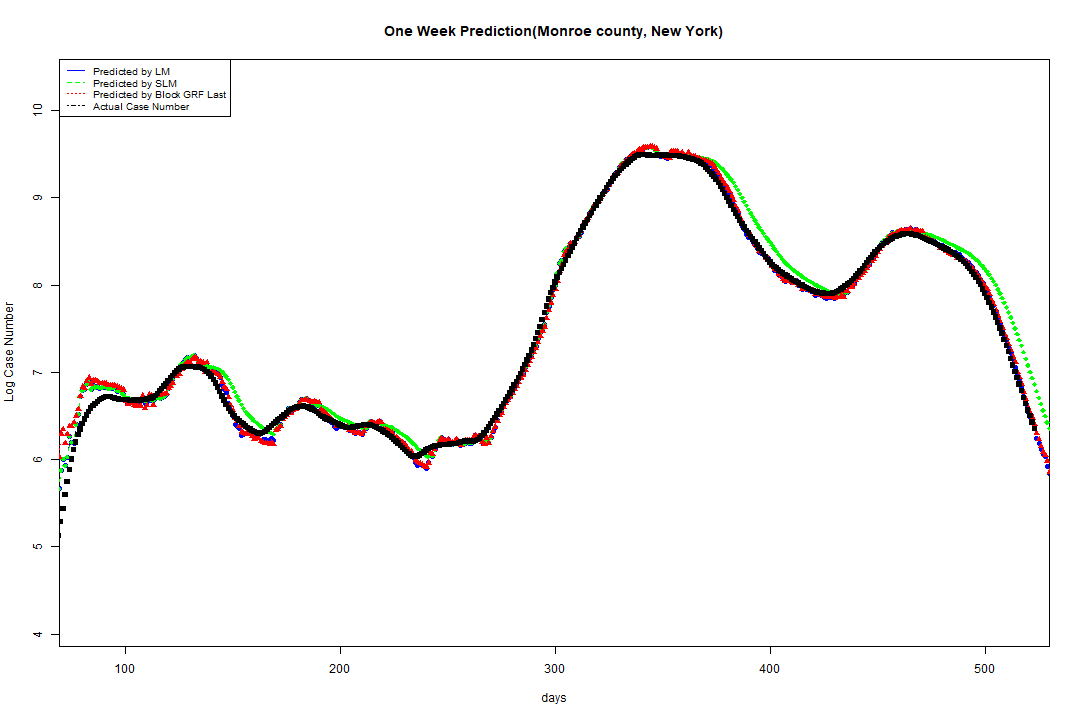 One Week Prediction(Monroe county, New York)
Predicted by LM
Predicted by SLM
Predicted by Block GRF Last
Actual Case Number
10
9
8
7
6
5
4
Log Case Number
100 200 300 400 500
days